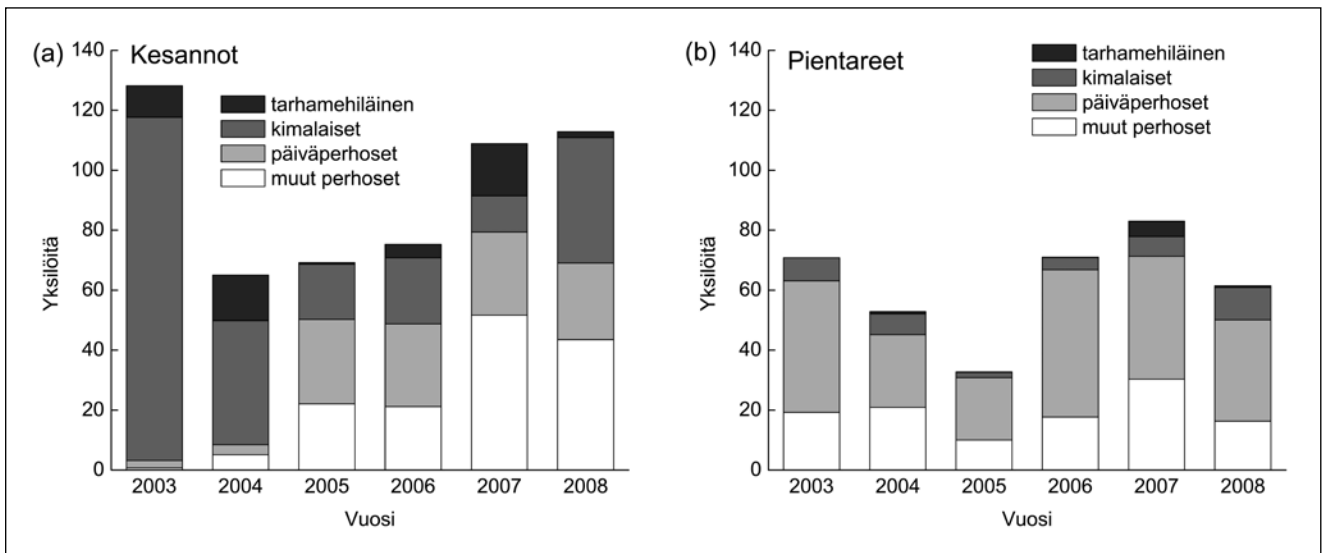 (a) Kesannot
140
120
100
80
60
40
20
0
Yksilöitä
tarhamehiläinen
kimalaiset
päiväperhoset
muut perhoset
2003 2004 2005 2006 2007 2008
Vuosi
(b) Pientareet
140
120
100
80
60
40
20
0
Yksilöitä
tarhamehiläinen
kimalaiset
päiväperhoset
muut perhoset
2003 2004 2005 2006 2007 2008
Vuosi